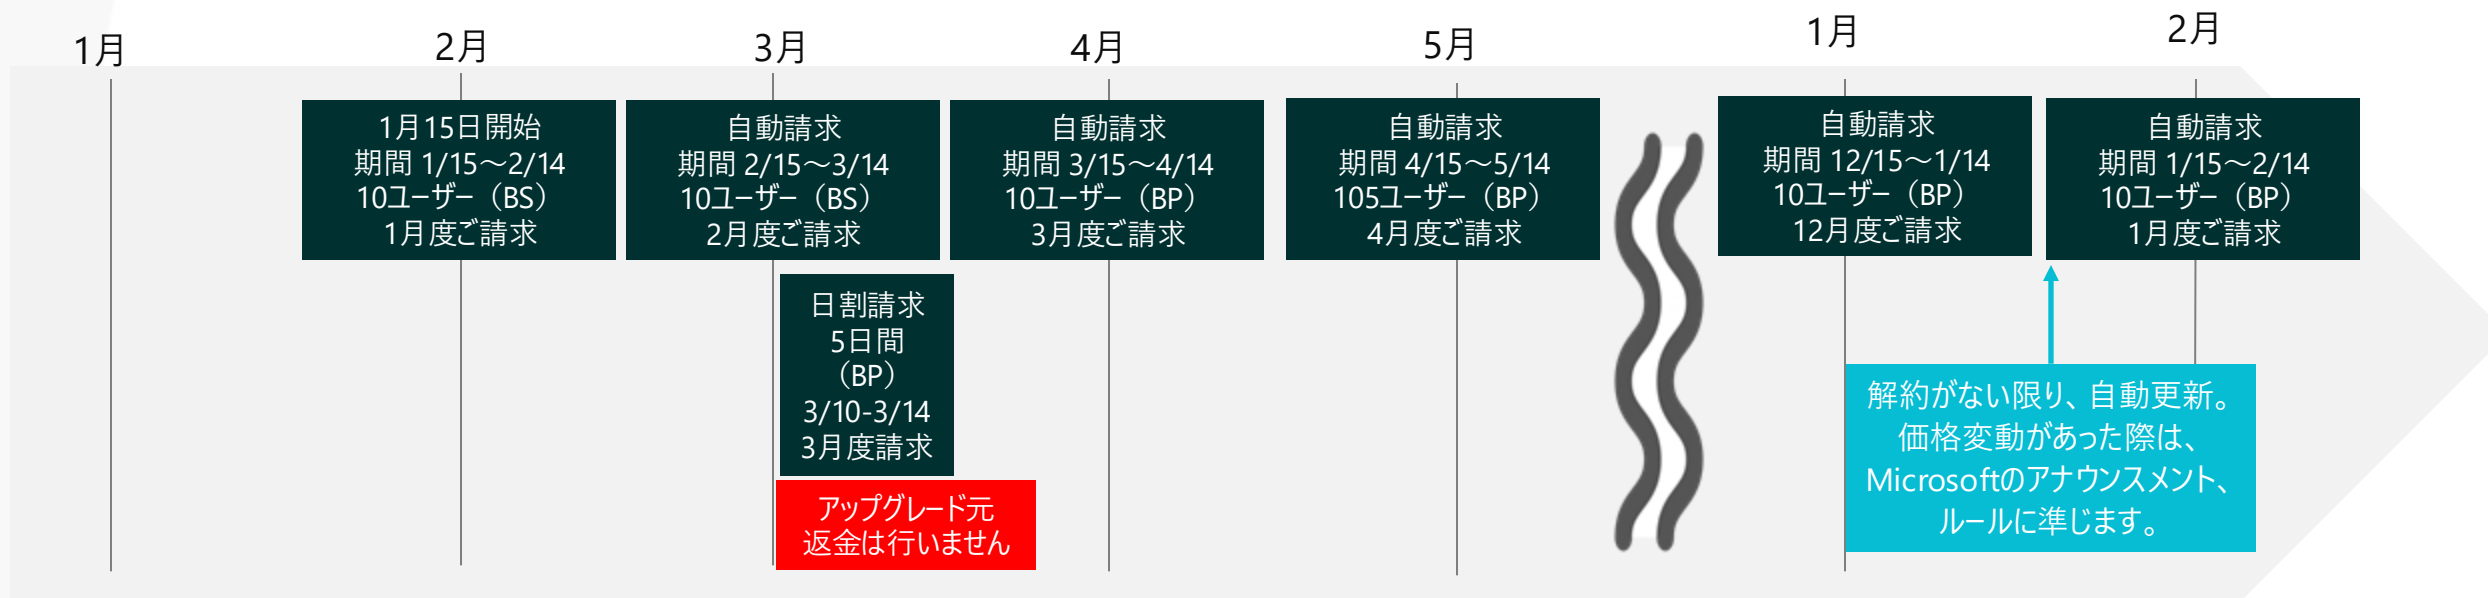 1月
2月
3月
4月
5月
1月
2月
1月15日開始
期間 1/15～2/14
10ユーザー（BS）
1月度ご請求
自動請求
期間 2/15～3/14
10ユーザー（BS）
2月度ご請求
自動請求
期間 3/15～4/14
10ユーザー（BP）
3月度ご請求
自動請求
期間 4/15～5/14
105ユーザー（BP）
4月度ご請求
自動請求
期間 12/15～1/14
10ユーザー（BP）
12月度ご請求
自動請求
期間 1/15～2/14
10ユーザー（BP）
1月度ご請求
日割請求
5日間
（BP）
3/10-3/14
3月度請求
アップグレード元
返金は行いません
解約がない限り、自動更新。
価格変動があった際は、
Microsoftのアナウンスメント、
ルールに準じます。